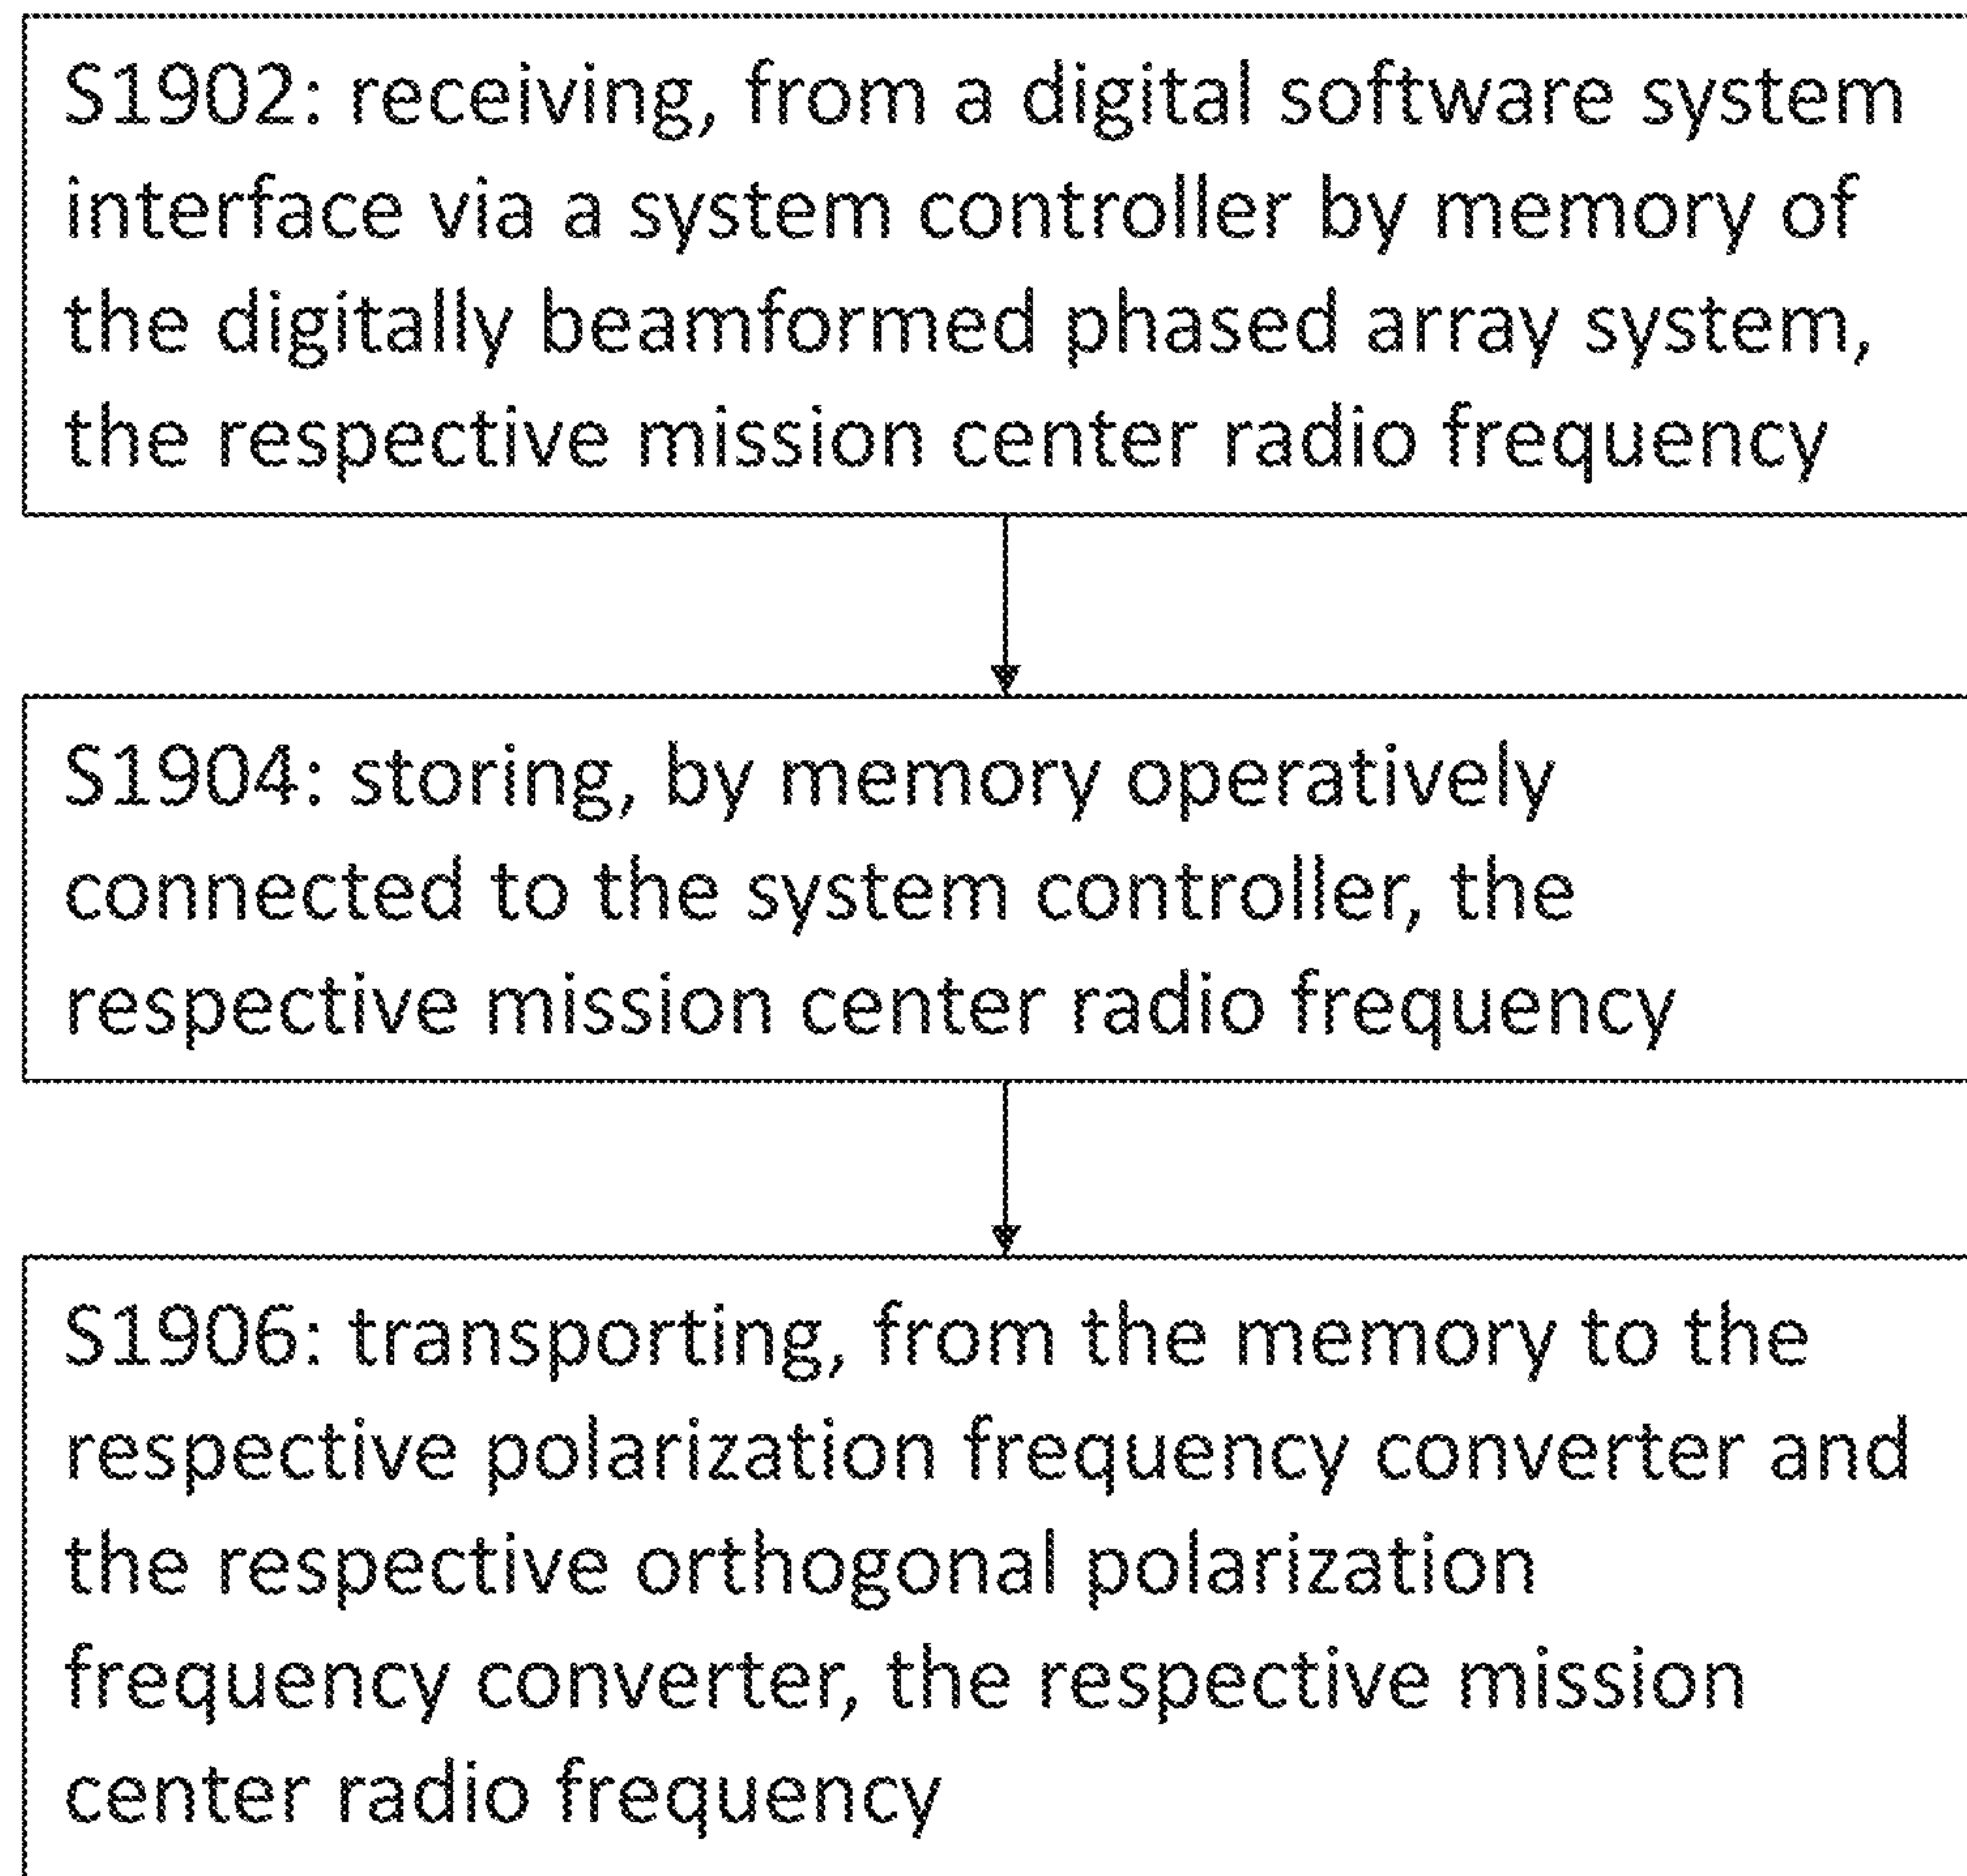 S1902: receiving, from a digital software system
interface via a system controller by memory of
the digitally beamformed phased array system,
the respective mission center radio frequency
S1904: storing, by memory operatively
connected to the system controller, the
respective mission center radio frequency
S1906: transporting, from the memory to the
respective polarization frequency converter and
the respective orthogonal polarization
frequency converter, the respective mission
center radio frequency